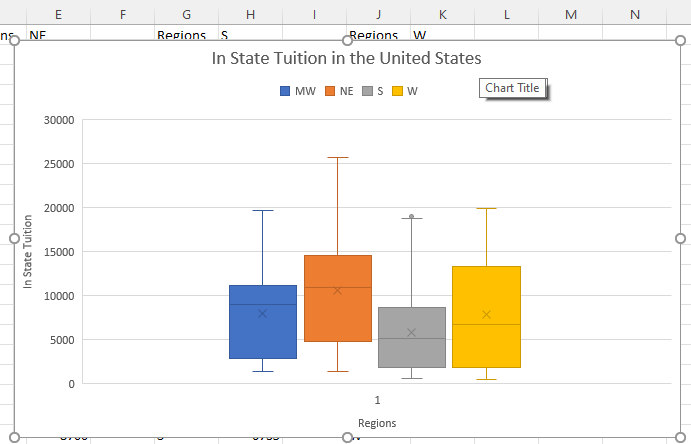 E F G H I J K L M N
ns NE Regions S Regions W
In State Tuition in the United States
MW NE S W
Chart Title
30000
25000
20000
15000
10000
5000
0
In State Tuition
1
Regions